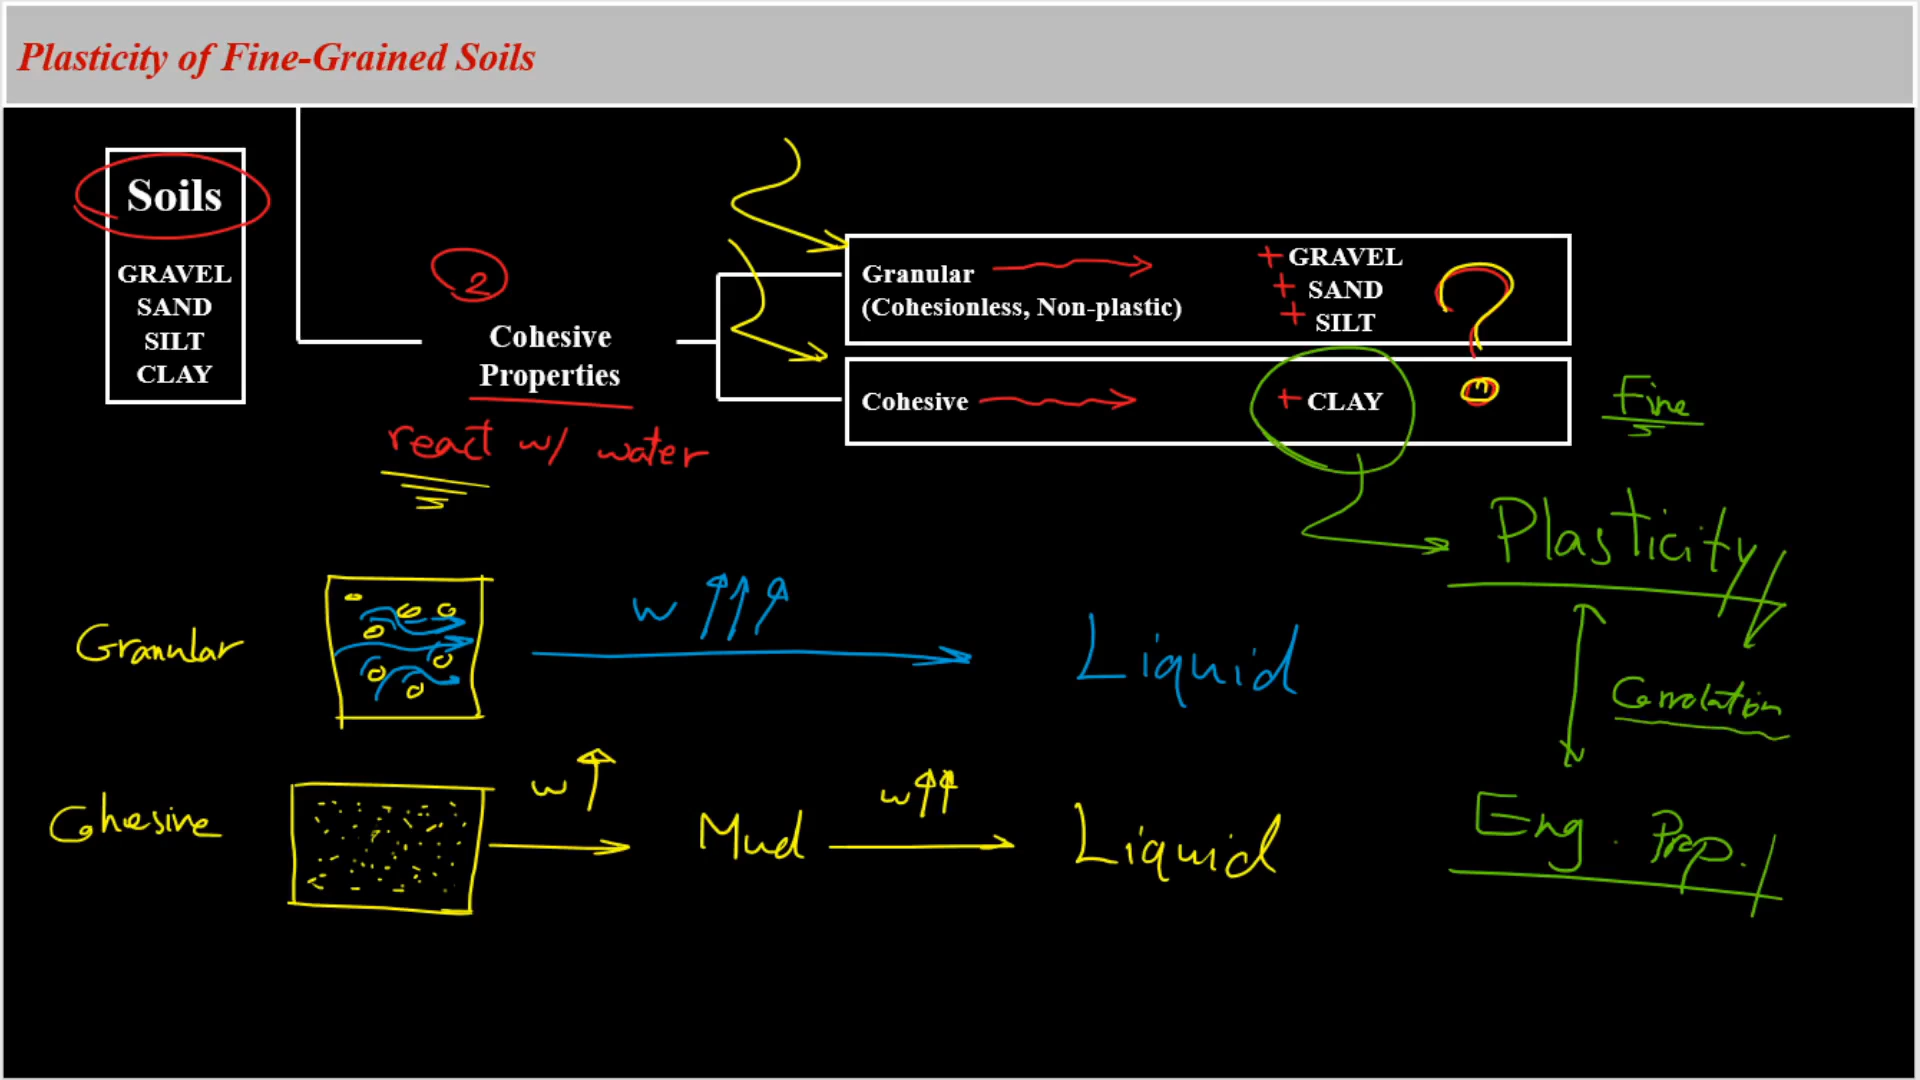 Plasticity of Fine-Grained Soils
Soils
GRAVEL
SAND
SILT
CLAY
2
Cohesive
Properties
react w/ water
Granular
(Cohesionless, Non-plastic)
GRAVEL
SAND
SILT
?
Cohesive
CLAY
Fine
Plasticity
Granular
w
Liquid
Correlation
Cohesive
w
Mud
w
Liquid
Eng. Prop.